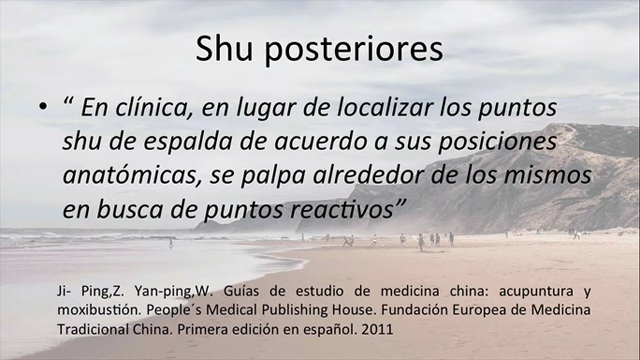 Shu posteriores
• “ En clínica, en lugar de localizar los puntos
shu de espalda de acuerdo a sus posiciones
anatómicas, se palpa alrededor de los mismos
en busca de puntos reactivos”
Ji- Ping,Z. Yan-ping,W. Guías de estudio de medicina china: acupuntura y
moxibustión. People´s Medical Publishing House. Fundación Europea de Medicina
Tradicional China. Primera edición en español. 2011